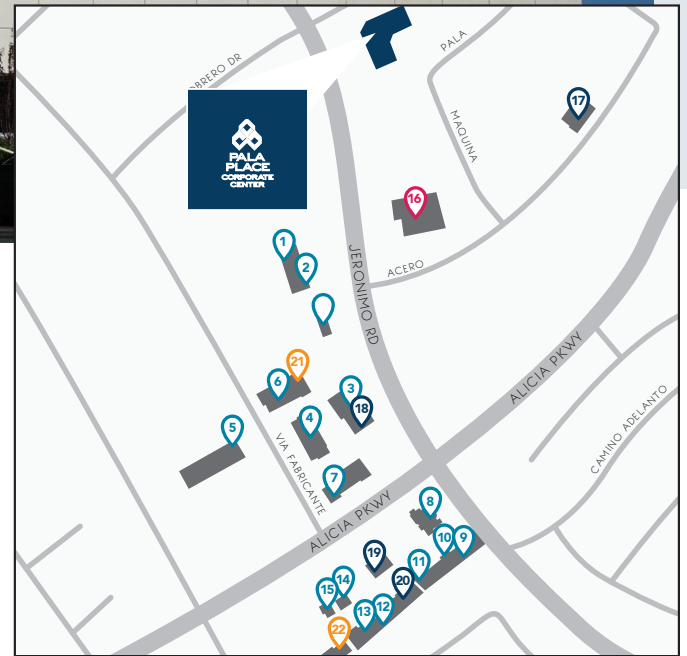 PALA
BRERO DR
17
MAQUINA
PALA
PLACE
CORPORATE
CENTER
16
1
2
JERONIMO RD
ACERO
ALICIA PKWY
21
6
3
18
4
5
CAMINO ADELANTO
VIA FABRICANTE
7
ALICIA PKWY
8
10
9
19
11
14
20
15
12
13
22